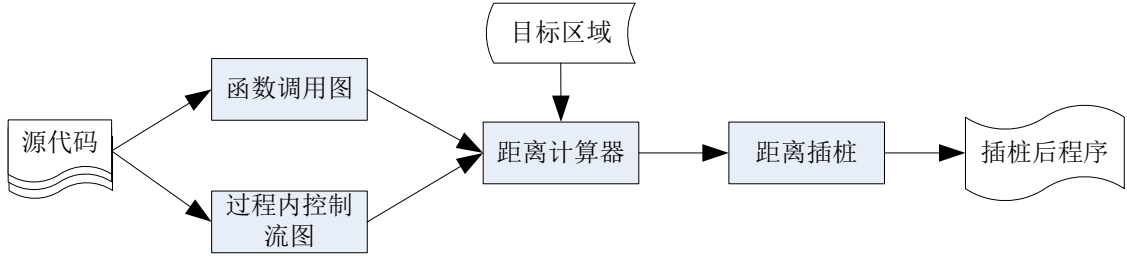 目标区域
函数调用图
源代码
距离计算器
距离插桩
插桩后程序
过程内控制
流图